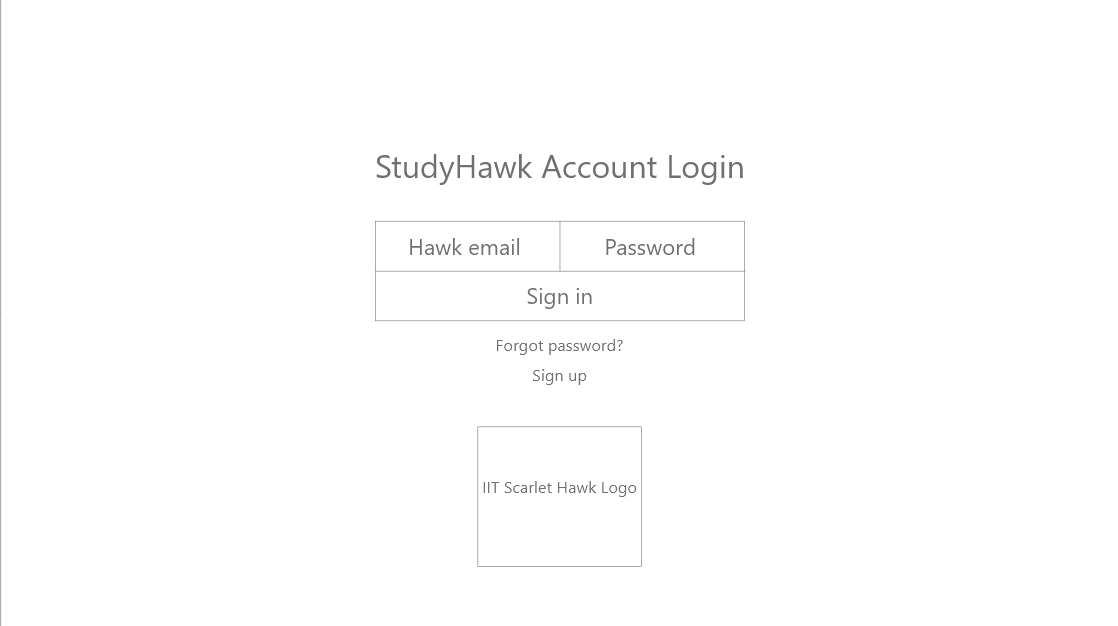 StudyHawk Account Login
Hawk email Password
Sign in
Forgot password?
Sign up
IIT Scarlet Hawk Logo